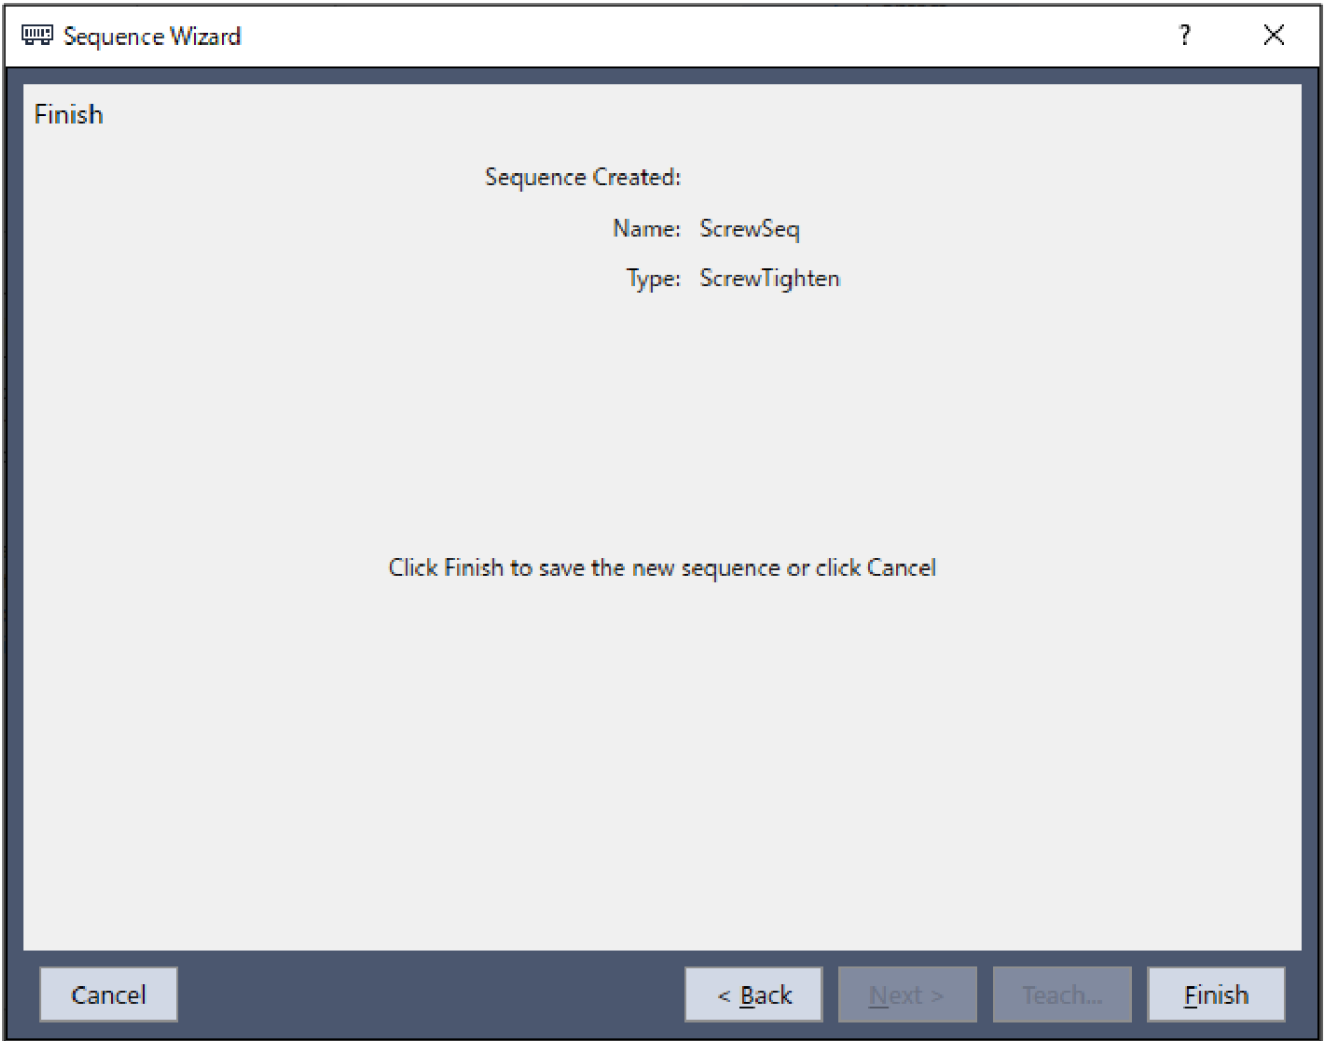 Sequence Wizard ?
Finish
Sequence Created:
Name: ScrewSeq
Type: ScrewTighten
Click Finish to save the new sequence or click Cancel
Cancel < Back Next > Teach... Finish